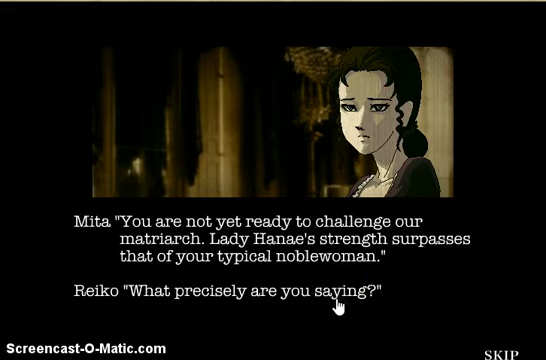 Mita "You are not yet ready to challenge our
matriarch. Lady Hanae's strength surpasses
that of your typical noblewoman."
Reiko "What precisely are you saying?"
Screencast-O-Matic.com
SKIP